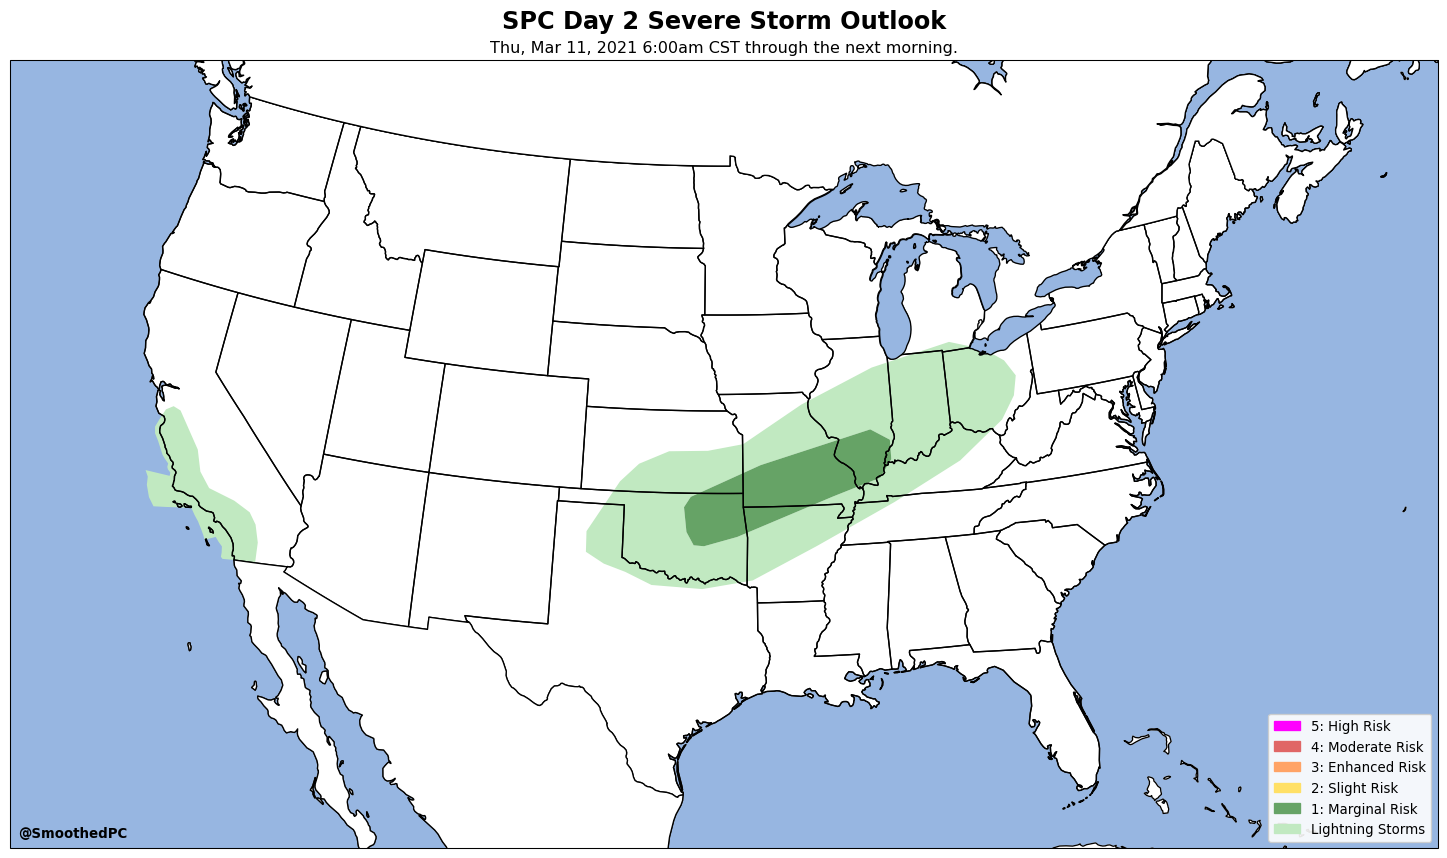 SPC Day 2 Severe Storm Outlook
Thu, Mar 11, 2021 6:00am CST through the next morning.
5: High Risk
4: Moderate Risk
3: Enhanced Risk
2: Slight Risk
1: Marginal Risk
Lightning Storms
@SmoothedPC